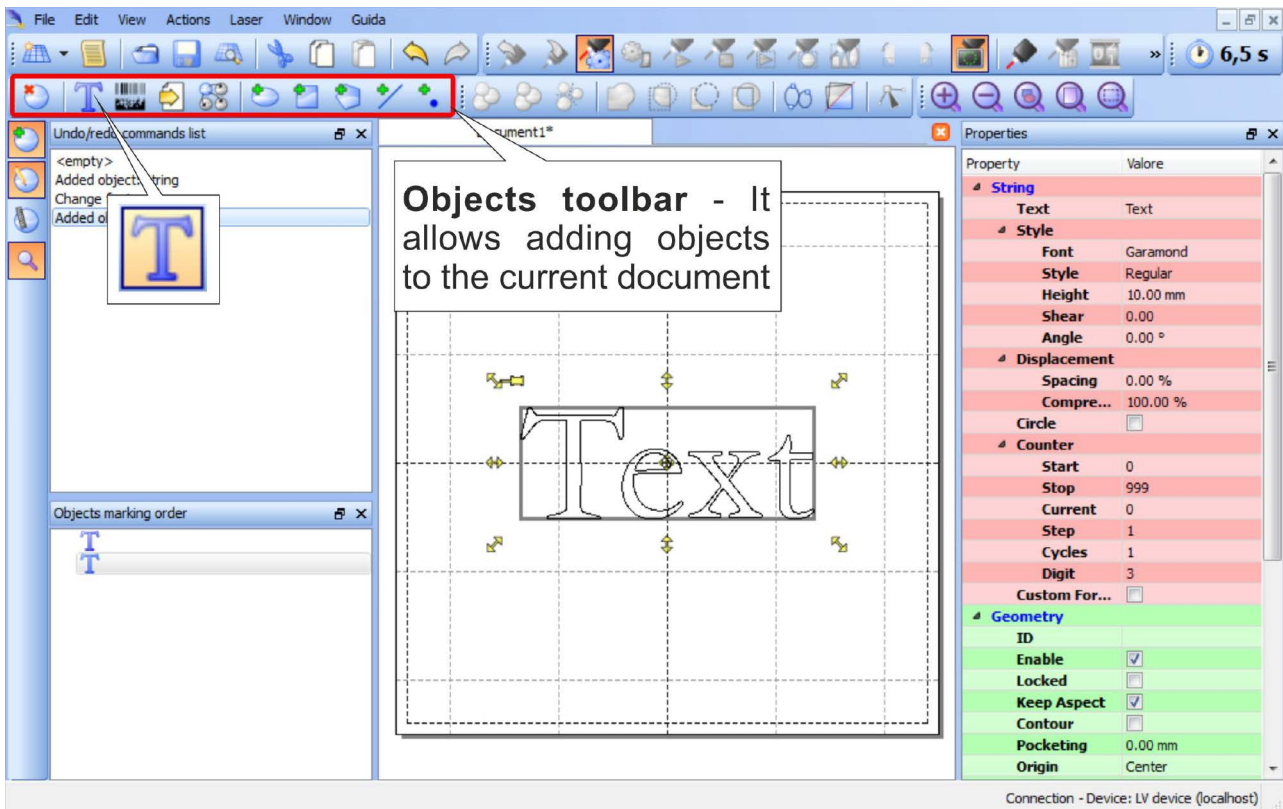 File Edit View Actions Laser Window Guida
6,5 s
Undo/redo commands list
<empty>
Added object: String
Change
Added
Objects marking order
Document1*
Objects toolbar - It
allows adding objects
to the current document
Text
Properties
Property Valore
String
Text Text
Style
Font Garamond
Style Regular
Height 10.00 mm
Shear 0.00
Angle 0.00 °
Displacement
Spacing 0.00 %
Compre... 100.00 %
Circle
Counter
Start 0
Stop 999
Current 0
Step 1
Cycles 1
Digit 3
Custom For...
Geometry
ID
Enable
Locked
Keep Aspect
Contour
Pocketing 0.00 mm
Origin Center
Connection - Device: LV device (localhost)